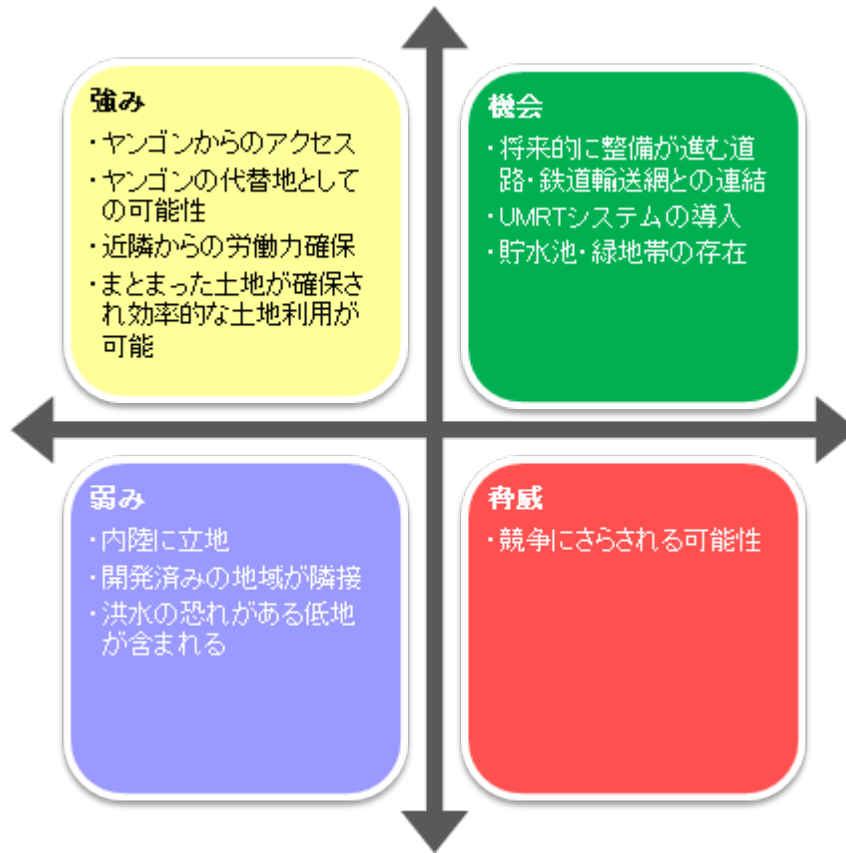 強み
・ヤンゴンからのアクセス
・ヤンゴンの代替地として
の可能性
・近隣からの労働力確保
・まとまった土地が確保さ
れ効率的な土地利用が
可能
機会
・将来的に整備が進む道
路・鉄道輸送網との連結
・UMRTシステムの導入
・貯水池・緑地帯の存在
弱み
・内陸に立地
・開発済みの地域が隣接
・洪水の恐れがある低地
が含まれる
脅威
・競争にさらされる可能性